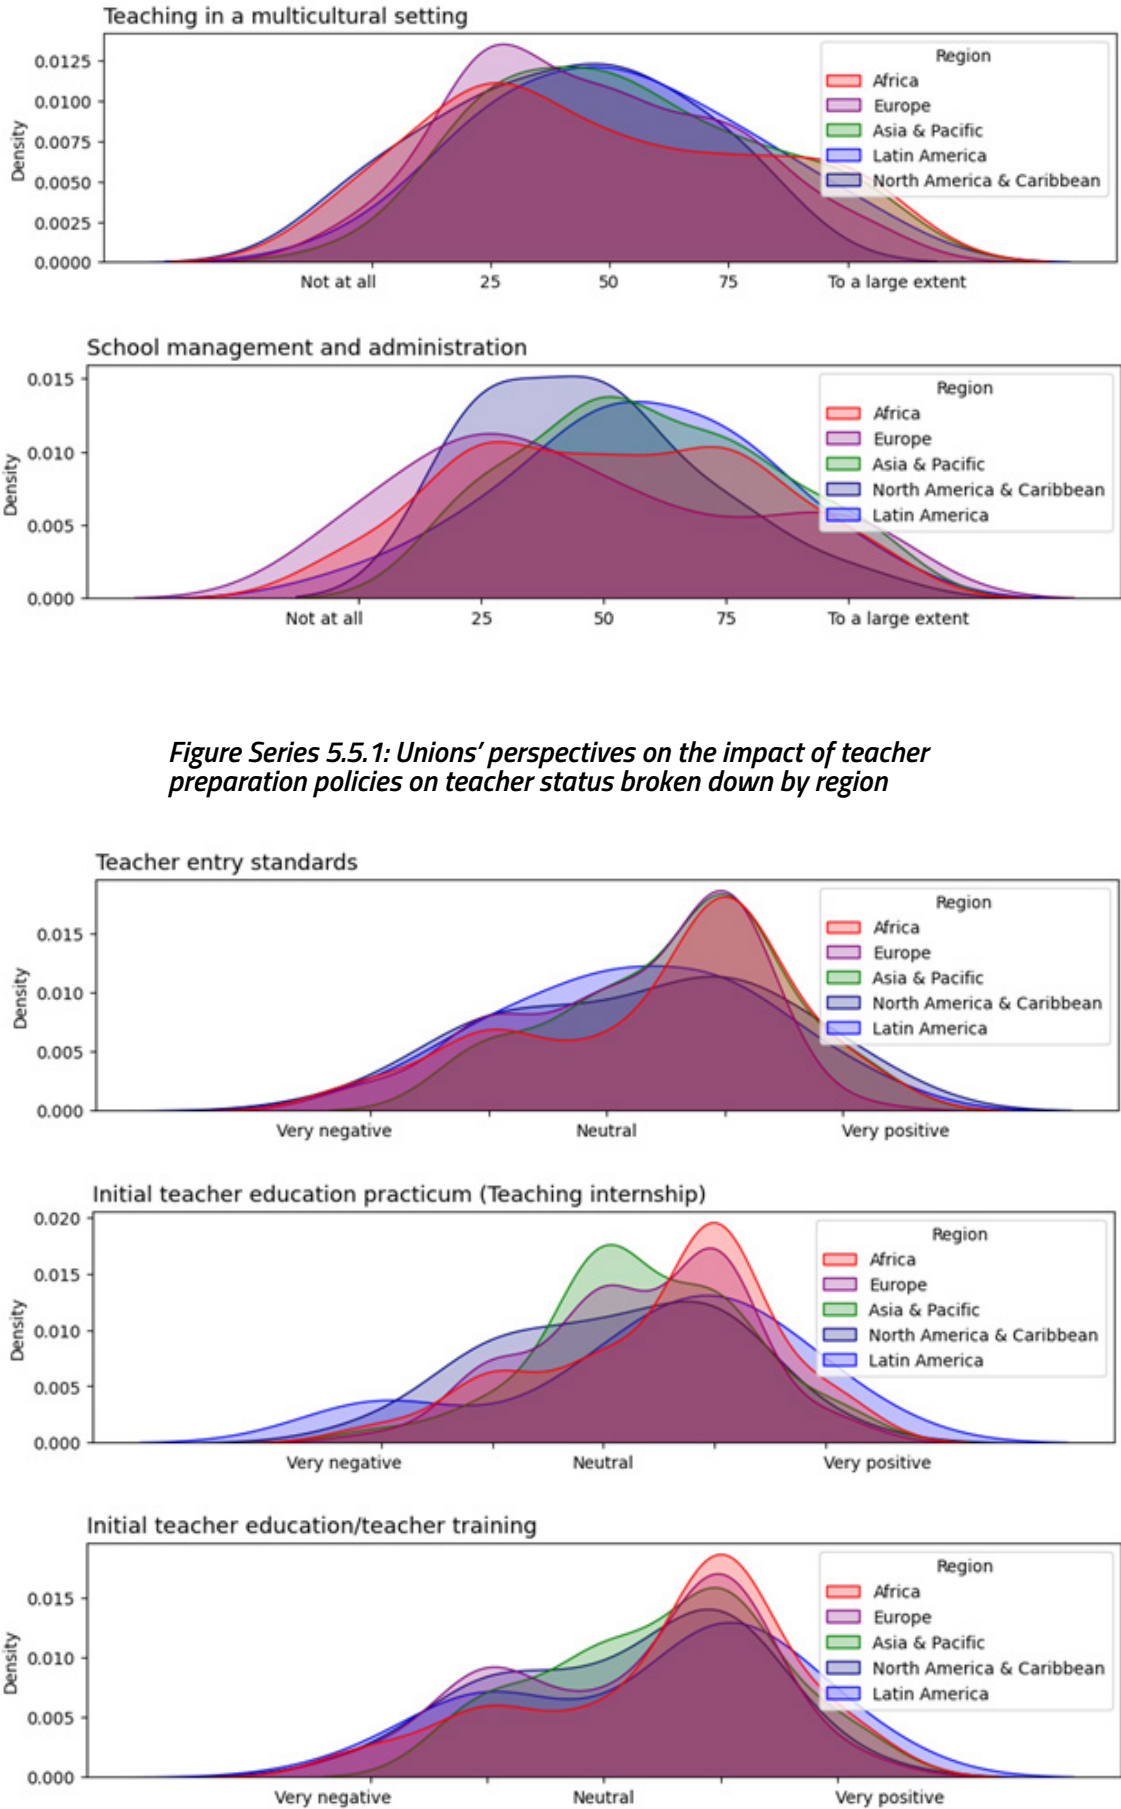 Teaching in a multicultural setting
Density
0.0125
0.0100
0.0075
0.0050
0.0025
0.0000
Region
Africa
Europe
Asia & Pacific
Latin America
North America & Caribbean
Not at all 25 50 75 To a large extent
School management and administration
Density
0.015
0.010
0.005
0.000
Region
Africa
Europe
Asia & Pacific
North America & Caribbean
Latin America
Not at all 25 50 75 To a large extent
Figure Series 5.5.1: Unions’ perspectives on the impact of teacher
preparation policies on teacher status broken down by region
Teacher entry standards
Density
0.015
0.010
0.005
0.000
Region
Africa
Europe
Asia & Pacific
North America & Caribbean
Latin America
Very negative Neutral Very positive
Initial teacher education practicum (Teaching internship)
Density
0.020
0.015
0.010
0.005
0.000
Region
Africa
Europe
Asia & Pacific
North America & Caribbean
Latin America
Very negative Neutral Very positive
Initial teacher education/teacher training
Density
0.015
0.010
0.005
0.000
Region
Africa
Europe
Asia & Pacific
North America & Caribbean
Latin America
Very negative Neutral Very positive